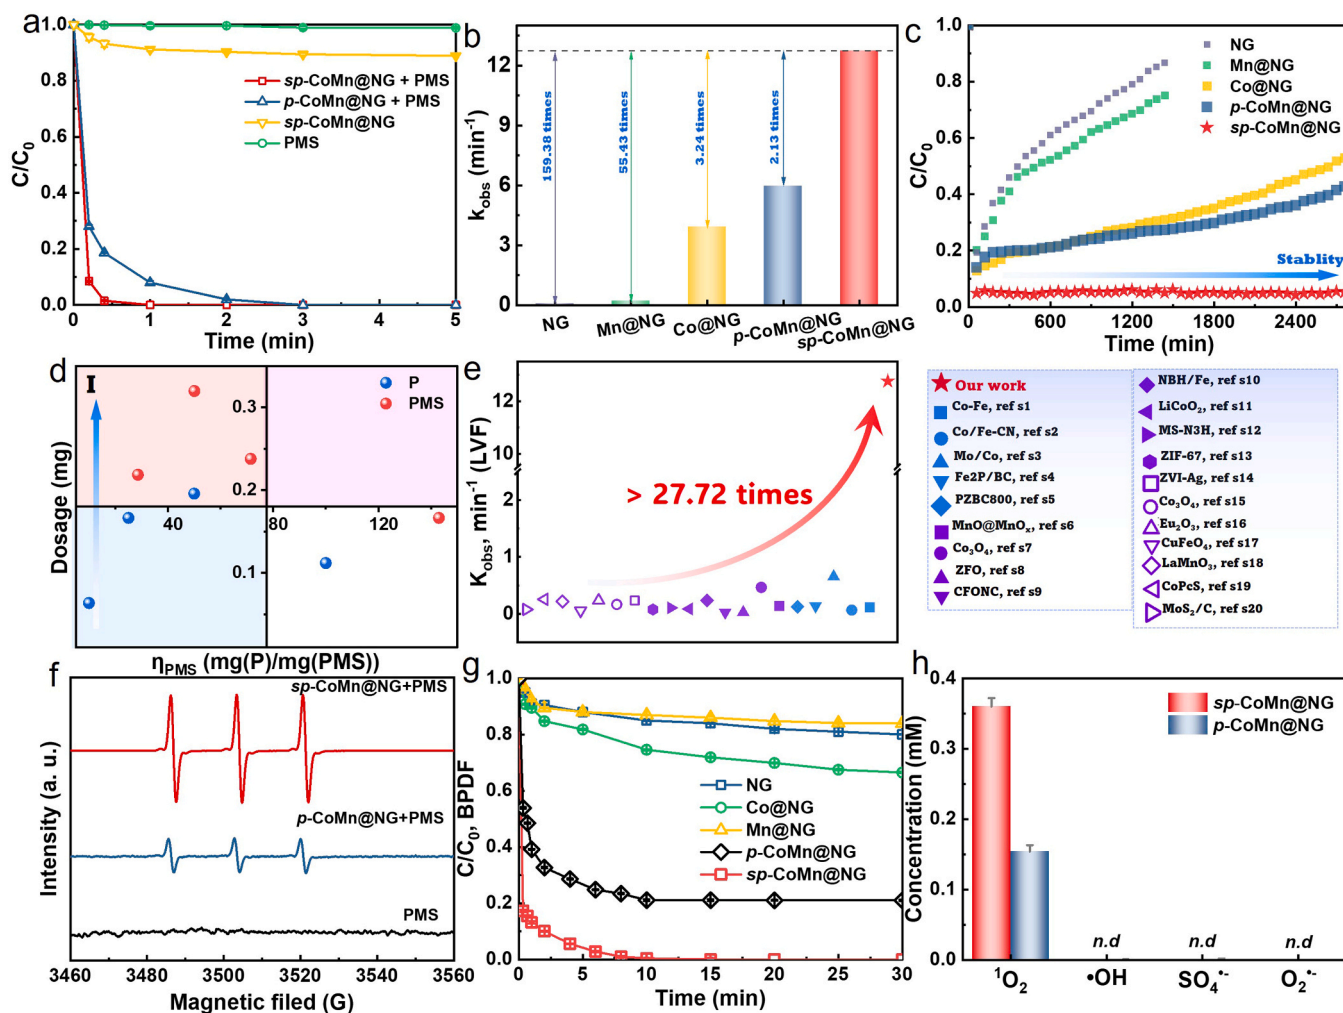 a
C/C0
1.0
0.8
0.6
0.4
0.2
0.0
sp-CoMn@NG + PMS
p-CoMn@NG + PMS
sp-CoMn@NG
PMS
0 1 2 3 4 5
Time (min)
b
kobs (min-1)
12
9
6
3
0
159.38 times
55.43 times
3.24 times
2.13 times
NG Mn@NG Co@NG p-CoMn@NG sp-CoMn@NG
c
C/C0
1.0
0.8
0.6
0.4
0.2
0.0
NG
Mn@NG
Co@NG
p-CoMn@NG
sp-CoMn@NG
Stablity
0 600 1200 1800 2400
Time (min)
d
I
Dosage (mg)
P
PMS
0.3
0.2
0.1
40 80 120
ηPMS (mg(P)/mg(PMS))
e
Kobs, min-1 (LVF)
12
10
2
1
0
> 27.72 times
Our work
Co-Fe, ref s1
Co/Fe-CN, ref s2
Mo/Co, ref s3
Fe2P/BC, ref s4
PZBC800, ref s5
MnO@MnOx, ref s6
Co3O4, ref s7
ZFO, ref s8
CFONC, ref s9
NBH/Fe, ref s10
LiCoO2, ref s11
MS-N3H, ref s12
ZIF-67, ref s13
ZVI-Ag, ref s14
Co3O4, ref s15
Eu2O3, ref s16
CuFeO4, ref s17
LaMnO3, ref s18
CoPcS, ref s19
MoS2/C, ref s20
f
Intensity (a. u.)
sp-CoMn@NG+PMS
p-CoMn@NG+PMS
PMS
3460 3480 3500 3520 3540 3560
Magnetic filed (G)
g
C/C0, BPDF
1.0
0.8
0.6
0.4
0.2
0.0
NG
Co@NG
Mn@NG
p-CoMn@NG
sp-CoMn@NG
0 5 10 15 20 25 30
Time (min)
h
Concentration (mM)
0.4
0.3
0.2
0.1
0.0
sp-CoMn@NG
p-CoMn@NG
n.d n.d n.d
1O2 •OH SO4•- O2•-